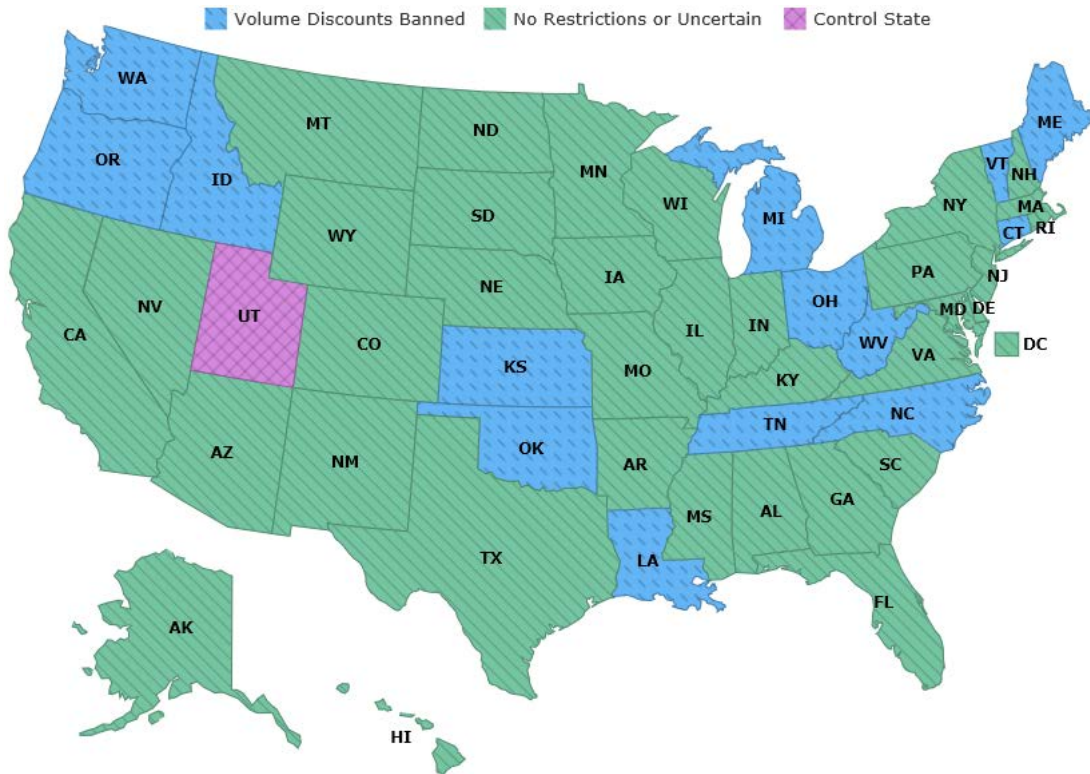 Volume Discounts Banned No Restrictions or Uncertain Control State
WA
MT
ND
ME
OR
ID
MN
VT
NH
SD
WI
NY
MA
WY
MI
CT
RI
IA
PA
NE
NJ
NV
UT
OH
MD
DE
CA
CO
IL
IN
WV
DC
KS
MO
VA
KY
NC
TN
AZ
NM
OK
AR
SC
MS
AL
GA
TX
LA
FL
AK
HI